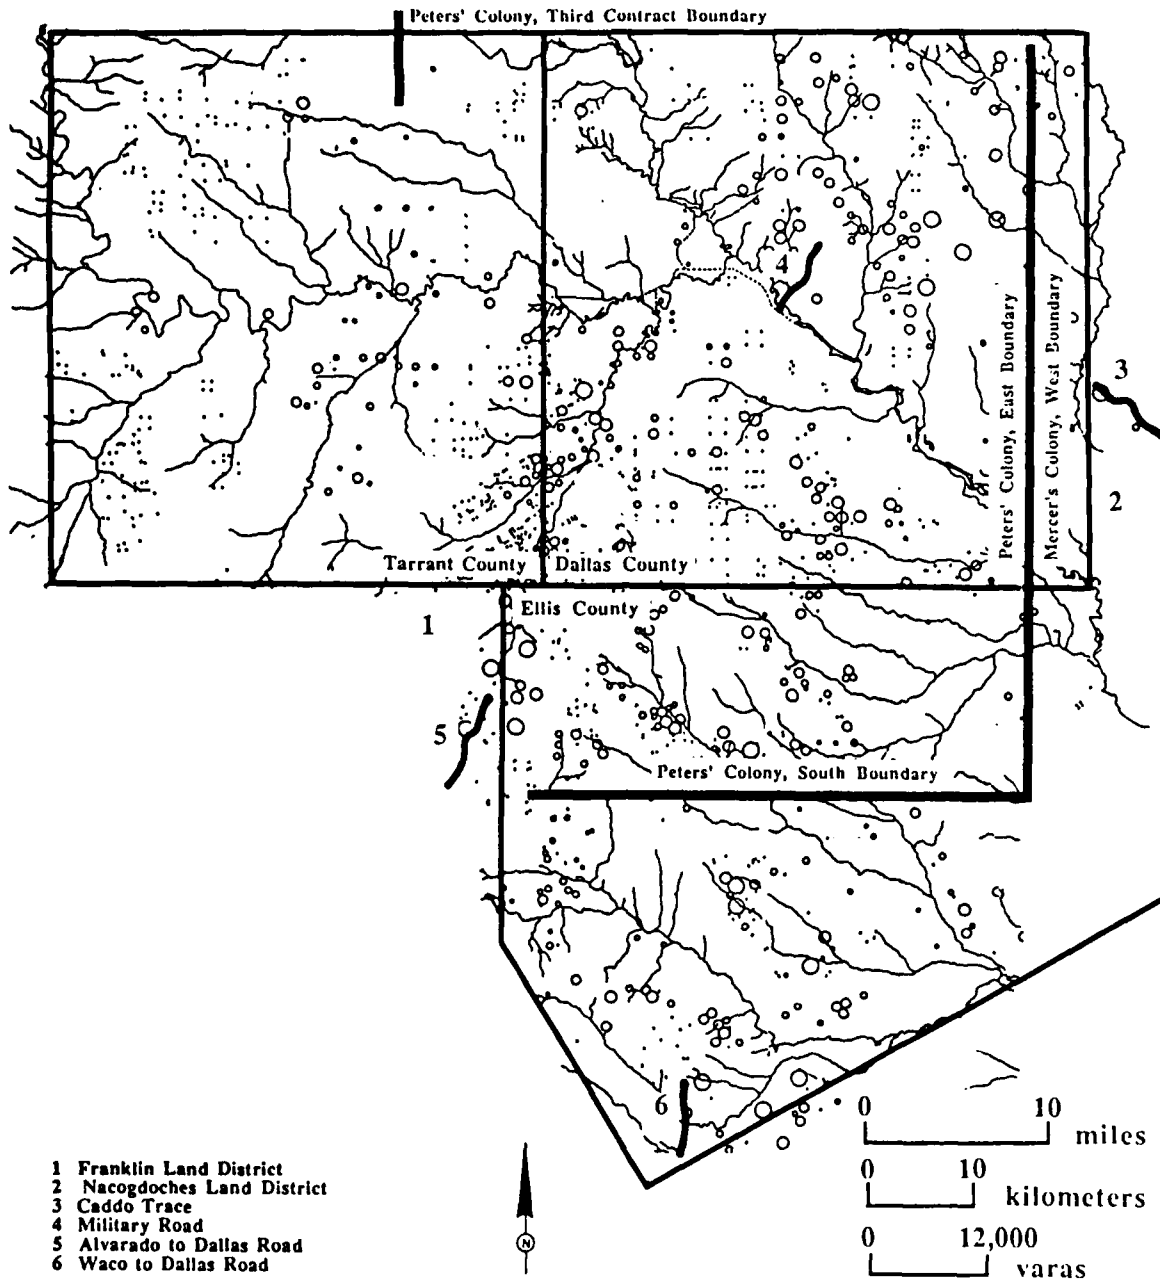 Peters' Colony, Third Contract Boundary
4
Peters' Colony, East Boundary
Mercer's Colony, West Boundary
3
2
Tarrant County
Dallas County
1
Ellis County
5
Peters' Colony, South Boundary
6
0 10
miles
0 10
kilometers
0 12,000
varas
1 Franklin Land District
2 Nacogdoches Land District
3 Caddo Trace
4 Military Road
5 Alvarado to Dallas Road
6 Waco to Dallas Road
N